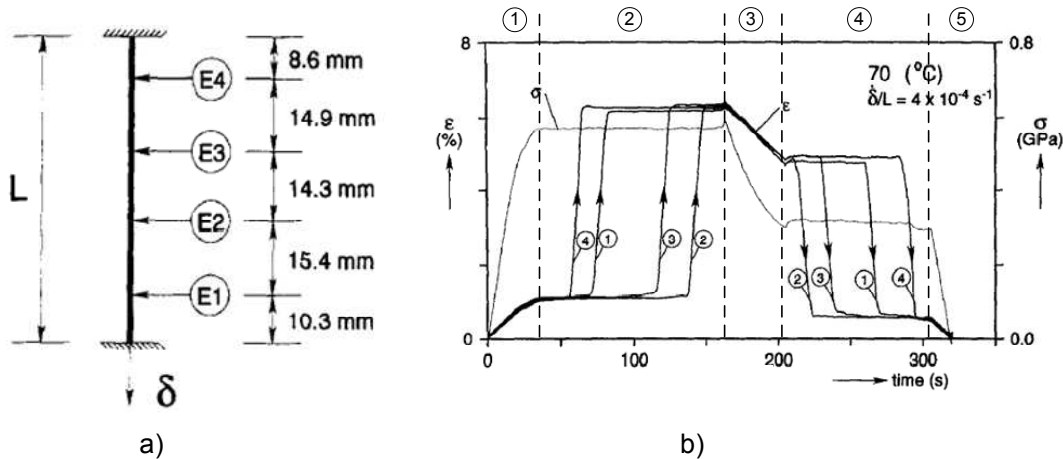 L
E4
E3
E2
E1
8.6 mm
14.9 mm
14.3 mm
15.4 mm
10.3 mm
δ
a)
1 2 3 4 5
8
0.8
70 (°C)
δ̇/L = 4 x 10⁻⁴ s⁻¹
σ
ε
ε
(%)
σ
(GPa)
4 1 3 2
2 3 1 4
0
0.0
0 100 200 300
time (s)
b)